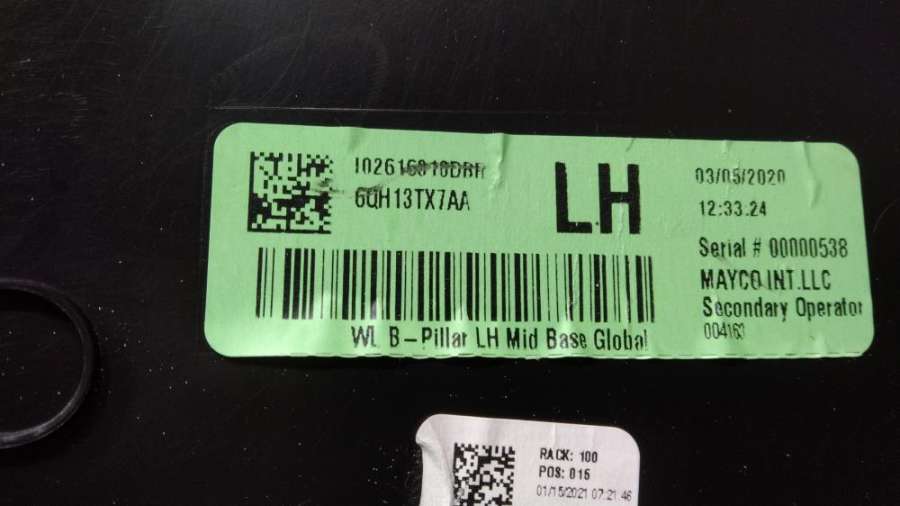 6QH13TX7AA
LH
03/05/2020
12:33.24
Serial # 00000538
MAYCO INT.LLC
Secondary Operator
004163
WL B-Pillar LH Mid Base Global
RACK: 100
POS: 015
01/15/2021 07:21:46